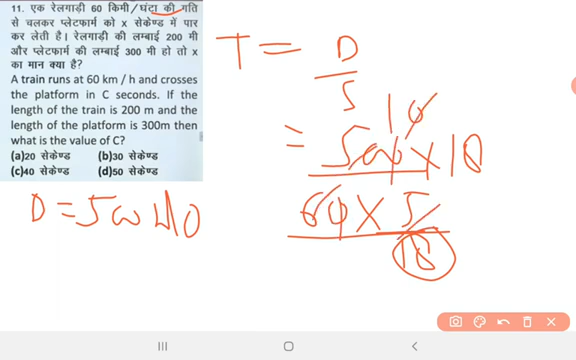 11. एक रेलगाड़ी 60 किमी/घंटा की गति
से चलकर प्लेटफार्म को x सेकेण्ड में पार
कर लेती है। रेलगाड़ी की लम्बाई 200 मी
और प्लेटफार्म की लम्बाई 300 मी हो तो x
का मान क्या है?
A train runs at 60 km / h and crosses
the platform in C seconds. If the
length of the train is 200 m and the
length of the platform is 300m then
what is the value of C?
(a)20 सेकेण्ड (b)30 सेकेण्ड
(c)40 सेकेण्ड (d)50 सेकेण्ड
T = D
S
10
= 500 × 18
60 × 5
18
D = 500